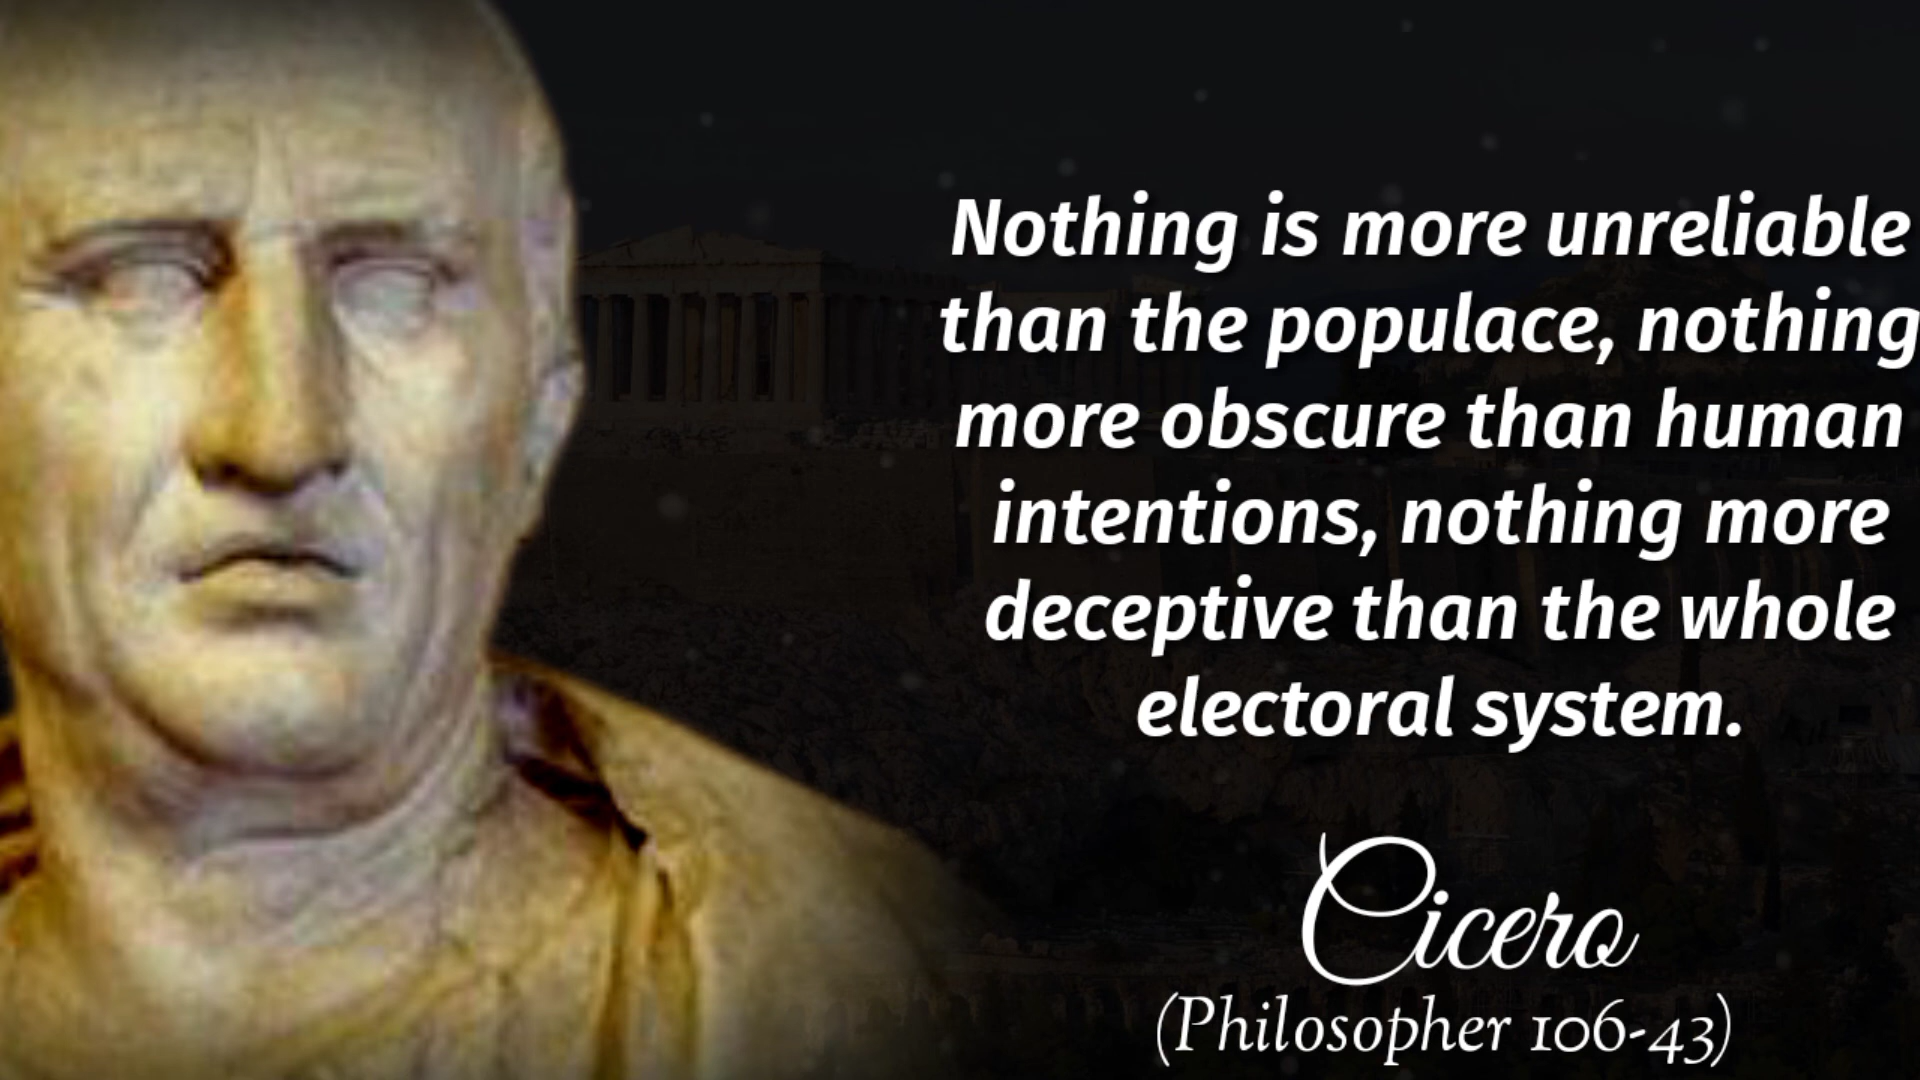 Nothing is more unreliable
than the populace, nothing
more obscure than human
intentions, nothing more
deceptive than the whole
electoral system.
Cicero
(Philosopher 106-43)